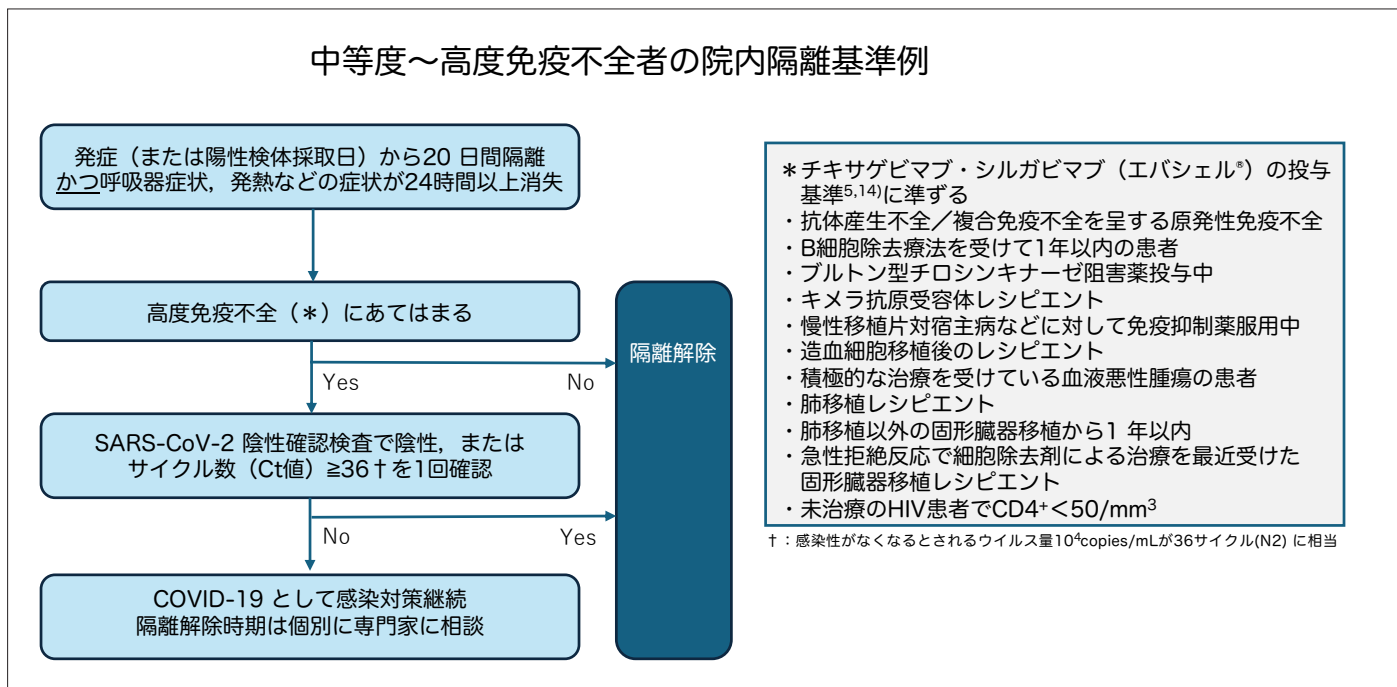 中等度～高度免疫不全者の院内隔離基準例
発症（または陽性検体採取日）から20 日間隔離
かつ呼吸器症状，発熱などの症状が24時間以上消失
高度免疫不全（＊）にあてはまる
Yes
No
隔離解除
SARS-CoV-2 陰性確認検査で陰性，または
サイクル数（Ct値）≧36†を1回確認
No
Yes
COVID-19 として感染対策継続
隔離解除時期は個別に専門家に相談
＊チキサゲビマブ・シルガビマブ（エバシェル®）の投与
基準5,14)に準ずる
・抗体産生不全／複合免疫不全を呈する原発性免疫不全
・B細胞除去療法を受けて1年以内の患者
・ブルトン型チロシンキナーゼ阻害薬投与中
・キメラ抗原受容体レシピエント
・慢性移植片対宿主病などに対して免疫抑制薬服用中
・造血細胞移植後のレシピエント
・積極的な治療を受けている血液悪性腫瘍の患者
・肺移植レシピエント
・肺移植以外の固形臓器移植から1 年以内
・急性拒絶反応で細胞除去剤による治療を最近受けた
固形臓器移植レシピエント
・未治療のHIV患者でCD4⁺＜50/mm³
†：感染性がなくなるとされるウイルス量10⁴copies/mLが36サイクル(N2) に相当